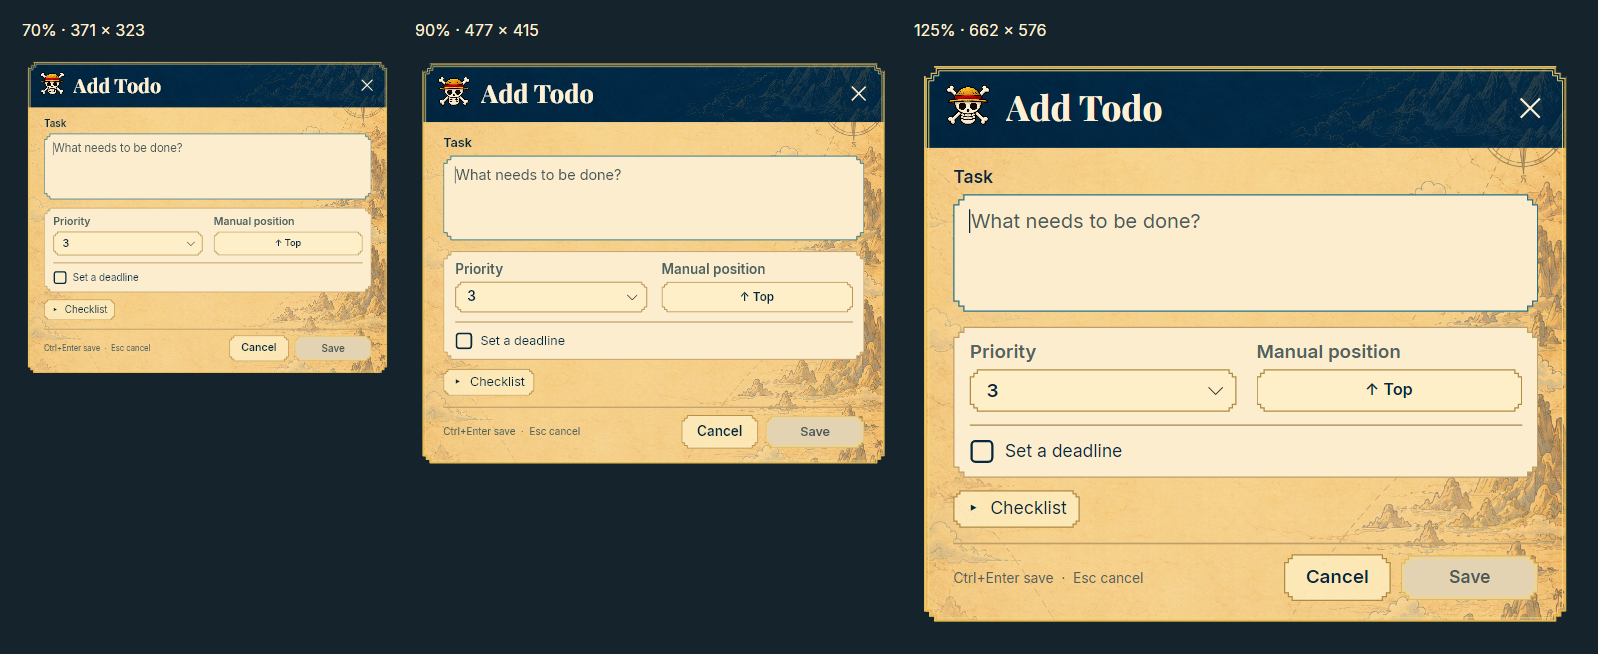 70% · 371 × 323
Add Todo
Task
What needs to be done?
Priority
Manual position
3
↑ Top
Set a deadline
Checklist
Ctrl+Enter save · Esc cancel
Cancel
Save
90% · 477 × 415
Add Todo
Task
What needs to be done?
Priority
Manual position
3
↑ Top
Set a deadline
Checklist
Ctrl+Enter save · Esc cancel
Cancel
Save
125% · 662 × 576
Add Todo
Task
What needs to be done?
Priority
Manual position
3
↑ Top
Set a deadline
Checklist
Ctrl+Enter save · Esc cancel
Cancel
Save